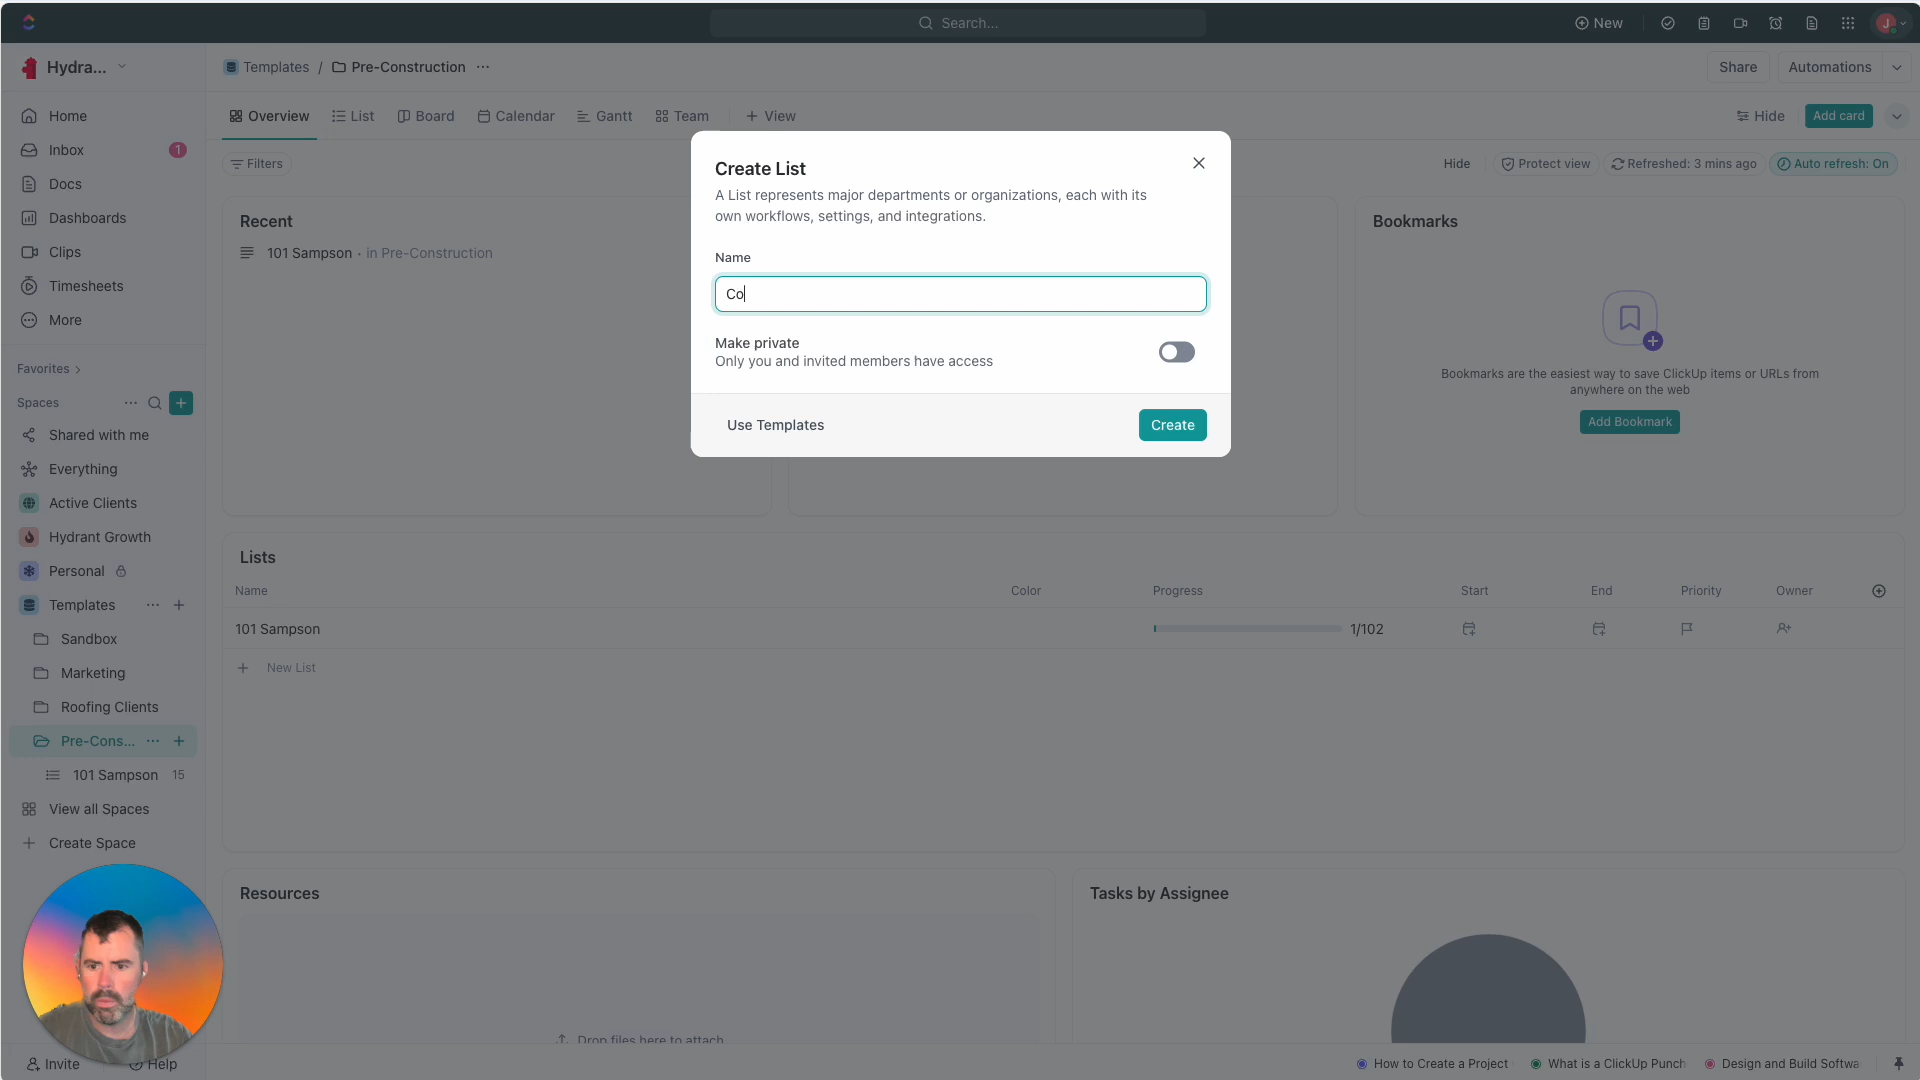 Search...
New
J
Hydra...
Templates / Pre-Construction ...
Share
Automations
Home
Inbox 1
Docs
Dashboards
Clips
Timesheets
More
Favorites
Spaces
Shared with me
Everything
Active Clients
Hydrant Growth
Personal
Templates
Sandbox
Marketing
Roofing Clients
Pre-Cons...
101 Sampson 15
View all Spaces
Create Space
Invite
Help
Overview
List
Board
Calendar
Gantt
Team
+ View
Hide
Add card
Filters
Hide
Protect view
Refreshed: 3 mins ago
Auto refresh: On
Recent
101 Sampson • in Pre-Construction
Create List
A List represents major departments or organizations, each with its
own workflows, settings, and integrations.
Name
Co
Make private
Only you and invited members have access
Use Templates
Create
Bookmarks
Bookmarks are the easiest way to save ClickUp items or URLs from
anywhere on the web
Add Bookmark
Lists
Name Color Progress Start End Priority Owner
101 Sampson 1/102
+ New List
Resources
Drop files here to attach
Tasks by Assignee
How to Create a Project
What is a ClickUp Punch
Design and Build Softwa